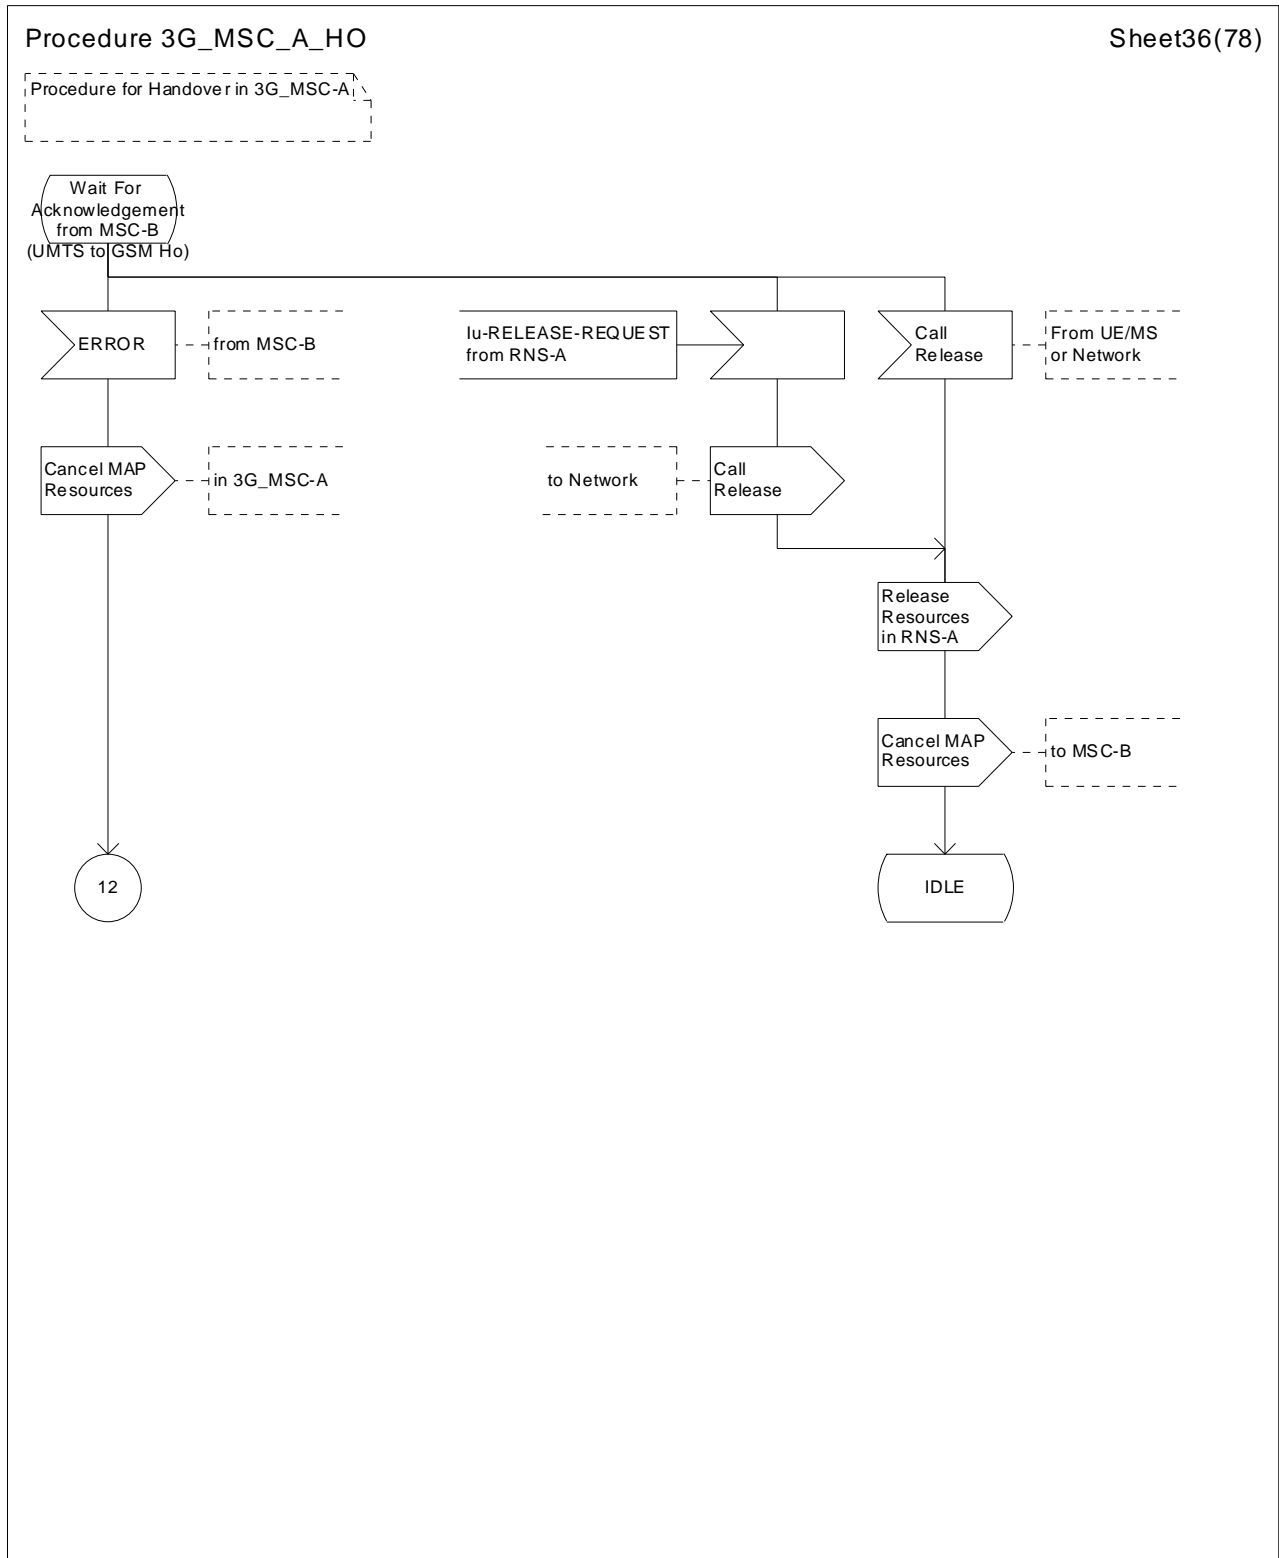 Procedure 3G_MSC_A_HO
Sheet36(78)
Procedure for Handover in 3G_MSC-A
Wait For
Acknowledgement
from MSC-B
(UMTS to GSM Ho)
ERROR
from MSC-B
Iu-RELEASE-REQUEST
from RNS-A
Call
Release
From UE/MS
or Network
Cancel MAP
Resources
in 3G_MSC-A
to Network
Call
Release
Release
Resources
in RNS-A
Cancel MAP
Resources
to MSC-B
12
IDLE